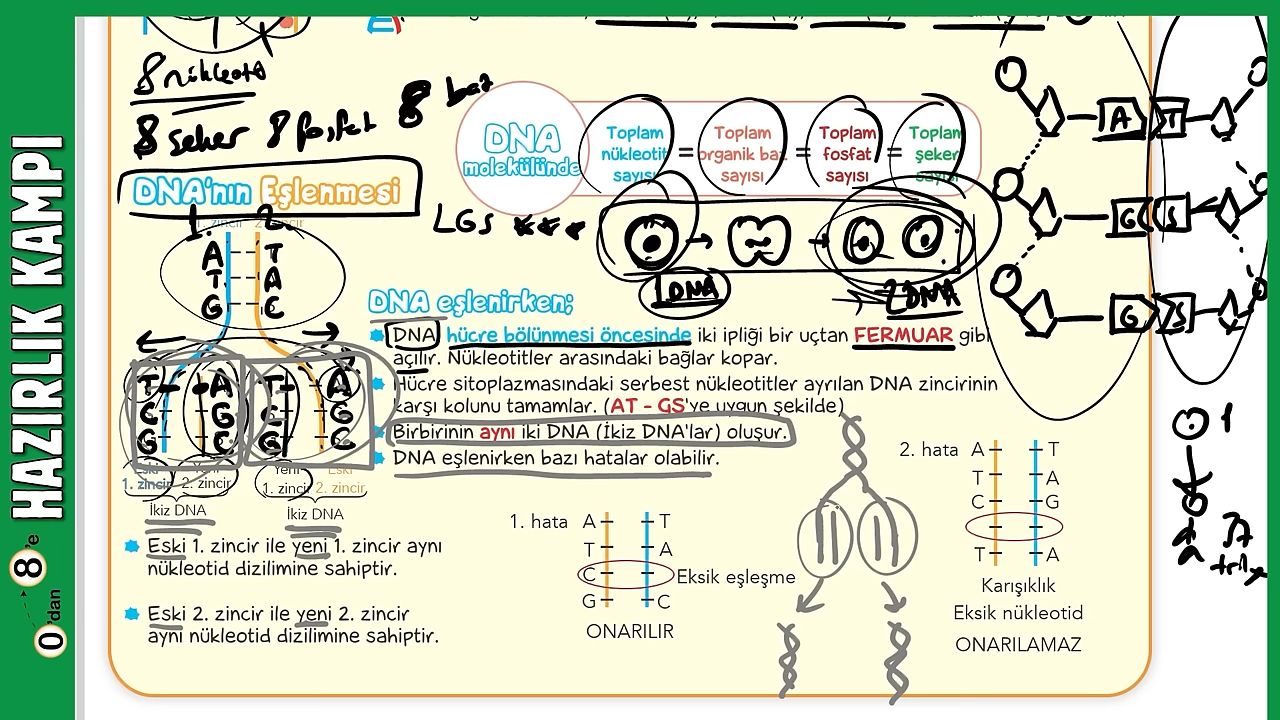 HAZIRLIK KAMPI
0'dan 8'e
8 nükleotit
8 şeker 8 fosfat 8 baz
DNA molekülünde
Toplam nükleotit sayısı = Toplam organik baz sayısı = Toplam fosfat sayısı = Toplam şeker sayısı
DNA'nın Eşlenmesi
LGS ***
1 DNA
2 DNA
1. zincir 2. zincir
1. 2.
A T
T A
G C
DNA eşlenirken;
DNA hücre bölünmesi öncesinde iki ipliği bir uçtan FERMUAR gibi
açılır. Nükleotitler arasındaki bağlar kopar.
Hücre sitoplazmasındaki serbest nükleotitler ayrılan DNA zincirinin
karşı kolunu tamamlar. (AT - GS'ye uygun şekilde)
Birbirinin aynı iki DNA (İkiz DNA'lar) oluşur.
DNA eşlenirken bazı hatalar olabilir.
T A T A
G C
Eski Yeni Yeni Eski
1. zincir 2. zincir 1. zincir 2. zincir
İkiz DNA İkiz DNA
Eski 1. zincir ile yeni 1. zincir aynı
nükleotid dizilimine sahiptir.
Eski 2. zincir ile yeni 2. zincir
aynı nükleotid dizilimine sahiptir.
1. hata A T
T A
C Eksik eşleşme
G C
ONARILIR
2. hata A T
T A
C G
T A
Karışıklık
Eksik nükleotid
ONARILAMAZ
A T
G S
G S
1
37